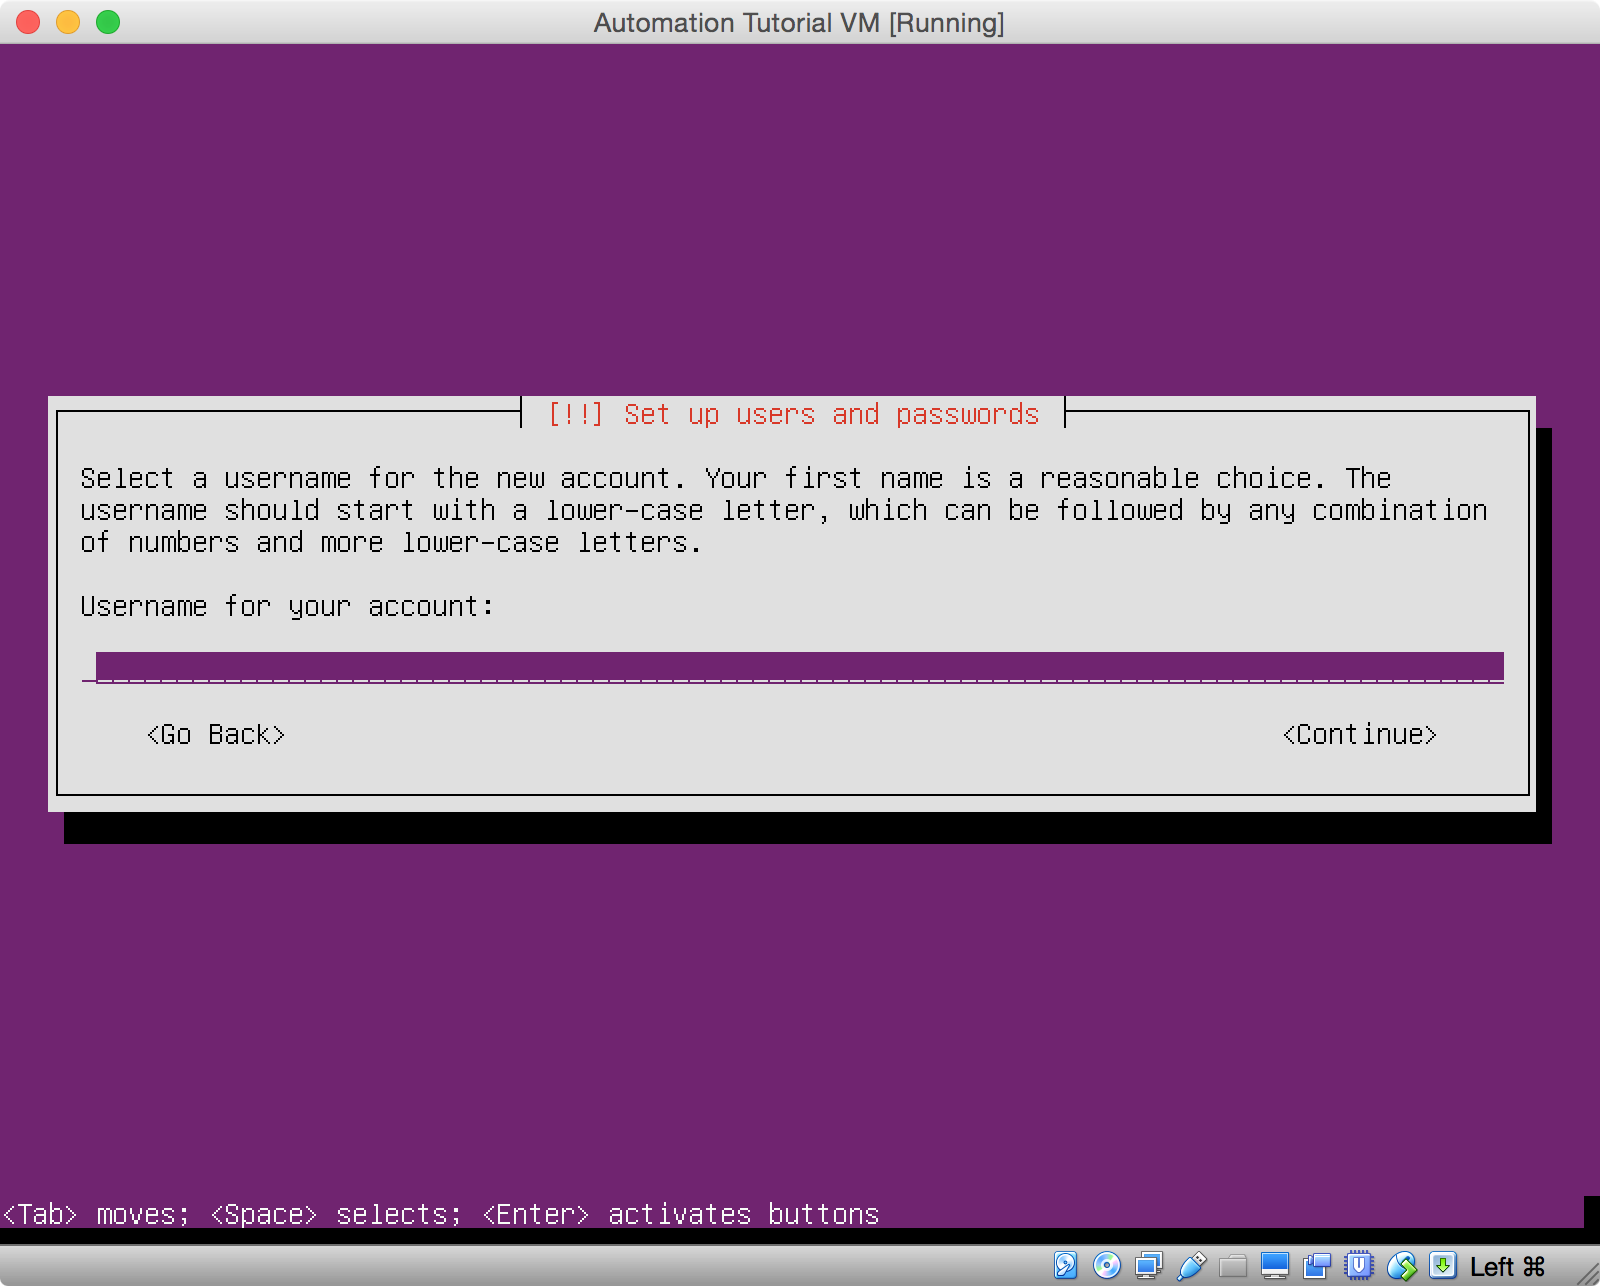 Automation Tutorial VM [Running]
[!!] Set up users and passwords
Select a username for the new account. Your first name is a reasonable choice. The
username should start with a lower-case letter, which can be followed by any combination
of numbers and more lower-case letters.
Username for your account:
<Go Back> <Continue>
<Tab> moves; <Space> selects; <Enter> activates buttons
Left ⌘